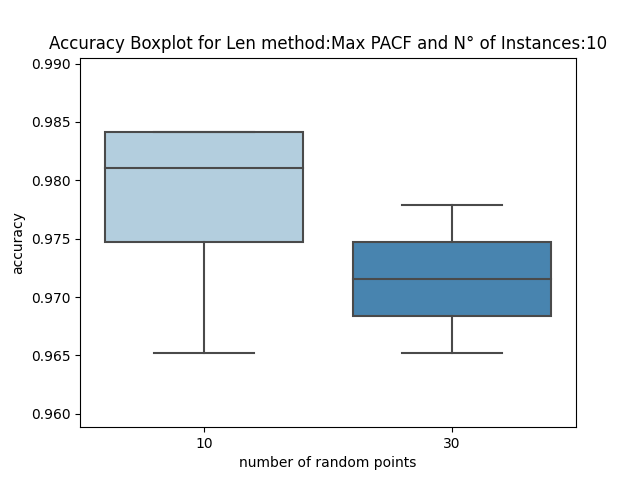 Accuracy Boxplot for Len method:Max PACF and N° of Instances:10
0.990
0.985
0.980
0.975
0.970
0.965
0.960
accuracy
10 30
number of random points